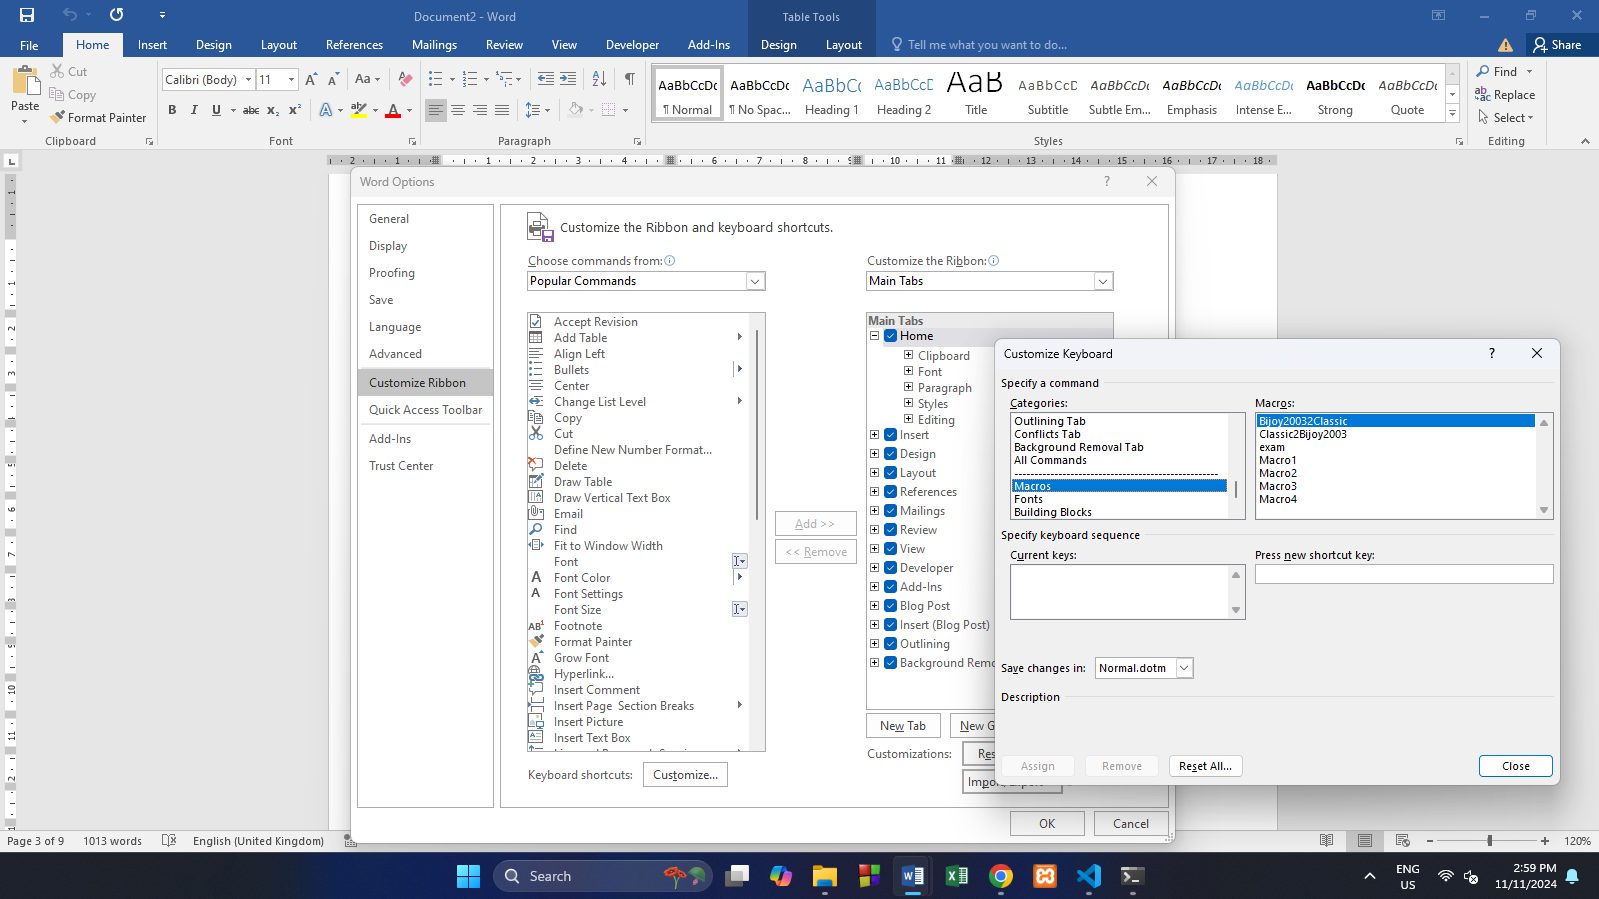 Document2 - Word
Table Tools
File
Home
Insert
Design
Layout
References
Mailings
Review
View
Developer
Add-Ins
Design
Layout
Tell me what you want to do...
Share
Paste
Cut
Copy
Format Painter
Clipboard
Calibri (Body)
11
Font
Paragraph
AaBbCcDc
¶ Normal
AaBbCcDc
¶ No Spac...
AaBbCc
Heading 1
AaBbCcD
Heading 2
AaB
Title
AaBbCcD
Subtitle
AaBbCcDc
Subtle Em...
AaBbCcDc
Emphasis
AaBbCcDc
Intense E...
AaBbCcDc
Strong
AaBbCcDc
Quote
Styles
Find
Replace
Select
Editing
Word Options
General
Display
Proofing
Save
Language
Advanced
Customize Ribbon
Quick Access Toolbar
Add-Ins
Trust Center
Customize the Ribbon and keyboard shortcuts.
Choose commands from:
Popular Commands
Accept Revision
Add Table
Align Left
Bullets
Center
Change List Level
Copy
Cut
Define New Number Format...
Delete
Draw Table
Draw Vertical Text Box
Email
Find
Fit to Window Width
Font
Font Color
Font Settings
Font Size
Footnote
Format Painter
Grow Font
Hyperlink...
Insert Comment
Insert Page Section Breaks
Insert Picture
Insert Text Box
Keyboard shortcuts:
Customize...
Add >>
<< Remove
Customize the Ribbon:
Main Tabs
Main Tabs
Home
Clipboard
Font
Paragraph
Styles
Editing
Insert
Design
Layout
References
Mailings
Review
View
Developer
Add-Ins
Blog Post
Insert (Blog Post)
Outlining
Background Remo
New Tab
New G
Customizations:
Res
OK
Cancel
Customize Keyboard
Specify a command
Categories:
Outlining Tab
Conflicts Tab
Background Removal Tab
All Commands
Macros
Fonts
Building Blocks
Macros:
Bijoy20032Classic
Classic2Bijoy2003
exam
Macro1
Macro2
Macro3
Macro4
Specify keyboard sequence
Current keys:
Press new shortcut key:
Save changes in:
Normal.dotm
Description
Assign
Remove
Reset All...
Close
Page 3 of 9
1013 words
English (United Kingdom)
120%
Search
ENG
US
2:59 PM
11/11/2024